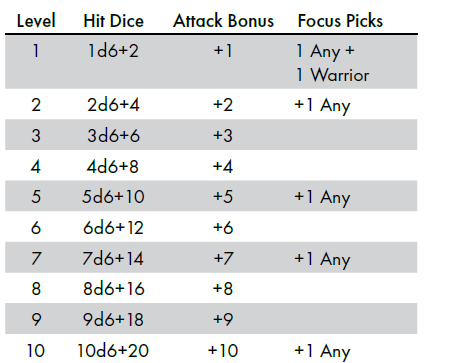 Level Hit Dice Attack Bonus Focus Picks
1 1d6+2 +1 1 Any +
1 Warrior
2 2d6+4 +2 +1 Any
3 3d6+6 +3
4 4d6+8 +4
5 5d6+10 +5 +1 Any
6 6d6+12 +6
7 7d6+14 +7 +1 Any
8 8d6+16 +8
9 9d6+18 +9
10 10d6+20 +10 +1 Any